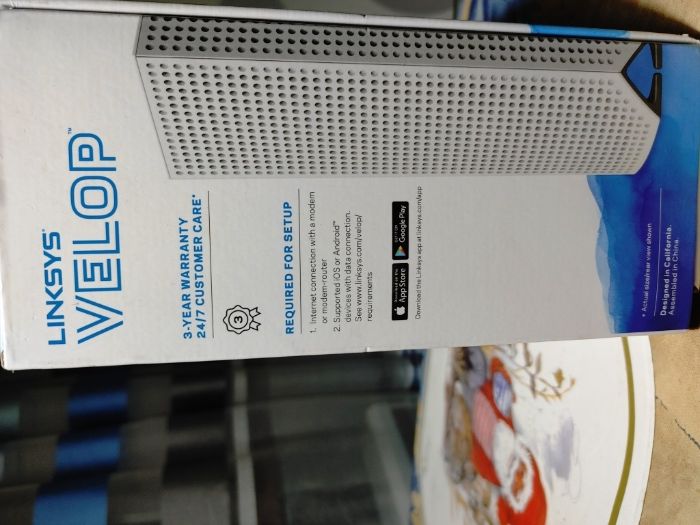 LINKSYS®
VELOP™
3-YEAR WARRANTY
24/7 CUSTOMER CARE*
3
REQUIRED FOR SETUP
1. Internet connection with a modem
or modem-router
2. Supported iOS or Android™
devices with data connection.
See www.linksys.com/velop/
requirements
App Store
Google Play
Download the Linksys app at linksys.com/app
* Actual size/rear view shown
Designed in California.
Assembled in China.